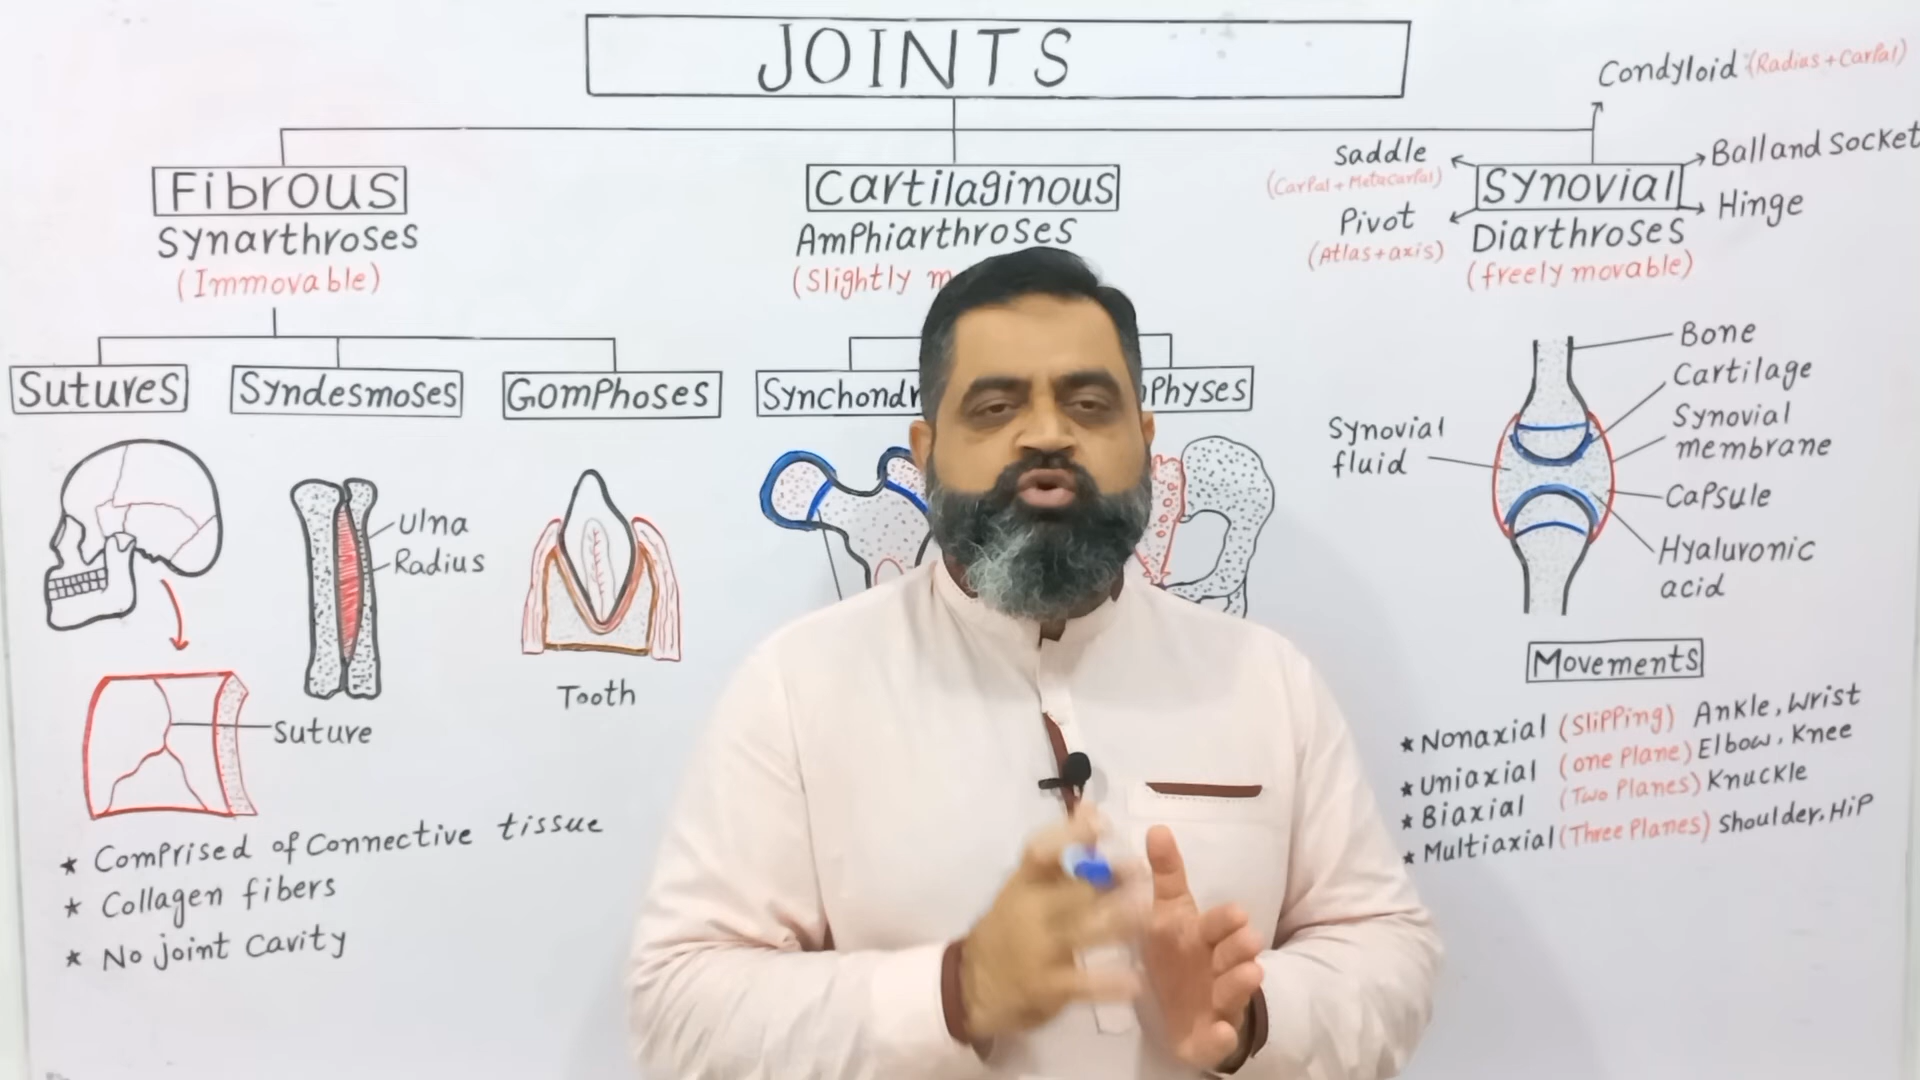 JOINTS
Condyloid (Radius+Carpal)
Saddle
(Carpal+Metacarpal)
Ball and Socket
Fibrous
Cartilaginous
Synovial
Hinge
Pivot
(Atlas+axis)
Synarthroses
Amphiarthroses
Diarthroses
(Immovable)
(Slightly
(freely movable)
Sutures
Syndesmoses
Gomphoses
Synchondr
physes
Bone
Cartilage
Synovial
membrane
Synovial
fluid
Capsule
Hyaluronic
acid
Ulna
Radius
Tooth
Suture
Movements
* Nonaxial (Slipping) Ankle, Wrist
* Uniaxial (one Plane) Elbow, Knee
* Biaxial (Two Planes) Knuckle
* Multiaxial (Three Planes) Shoulder, Hip
* Comprised of Connective tissue
* Collagen fibers
* No joint Cavity